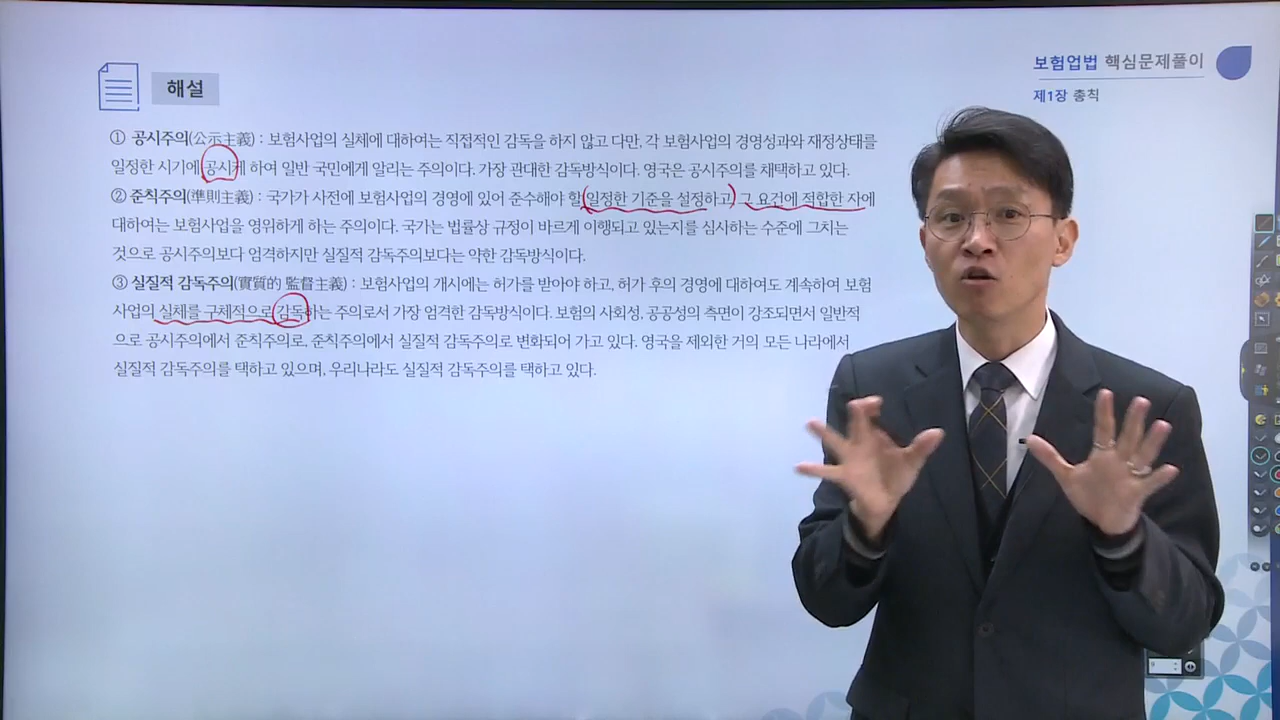 보험업법 핵심문제풀이
제1장 총칙
해설
① 공시주의(公示主義) : 보험사업의 실체에 대하여는 직접적인 감독을 하지 않고 다만, 각 보험사업의 경영성과와 재정상태를
일정한 시기에 공시케 하여 일반 국민에게 알리는 주의이다. 가장 관대한 감독방식이다. 영국은 공시주의를 채택하고 있다.
② 준칙주의(準則主義) : 국가가 사전에 보험사업의 경영에 있어 준수해야 할 일정한 기준을 설정하고 그 요건에 적합한 자에
대하여는 보험사업을 영위하게 하는 주의이다. 국가는 법률상 규정이 바르게 이행되고 있는지를 심사하는 수준에 그치는
것으로 공시주의보다 엄격하지만 실질적 감독주의보다는 약한 감독방식이다.
③ 실질적 감독주의(實質的 監督主義) : 보험사업의 개시에는 허가를 받아야 하고, 허가 후의 경영에 대하여도 계속하여 보험
사업의 실체를 구체적으로 감독하는 주의로서 가장 엄격한 감독방식이다. 보험의 사회성, 공공성의 측면이 강조되면서 일반적
으로 공시주의에서 준칙주의로, 준칙주의에서 실질적 감독주의로 변화되어 가고 있다. 영국을 제외한 거의 모든 나라에서
실질적 감독주의를 택하고 있으며, 우리나라도 실질적 감독주의를 택하고 있다.